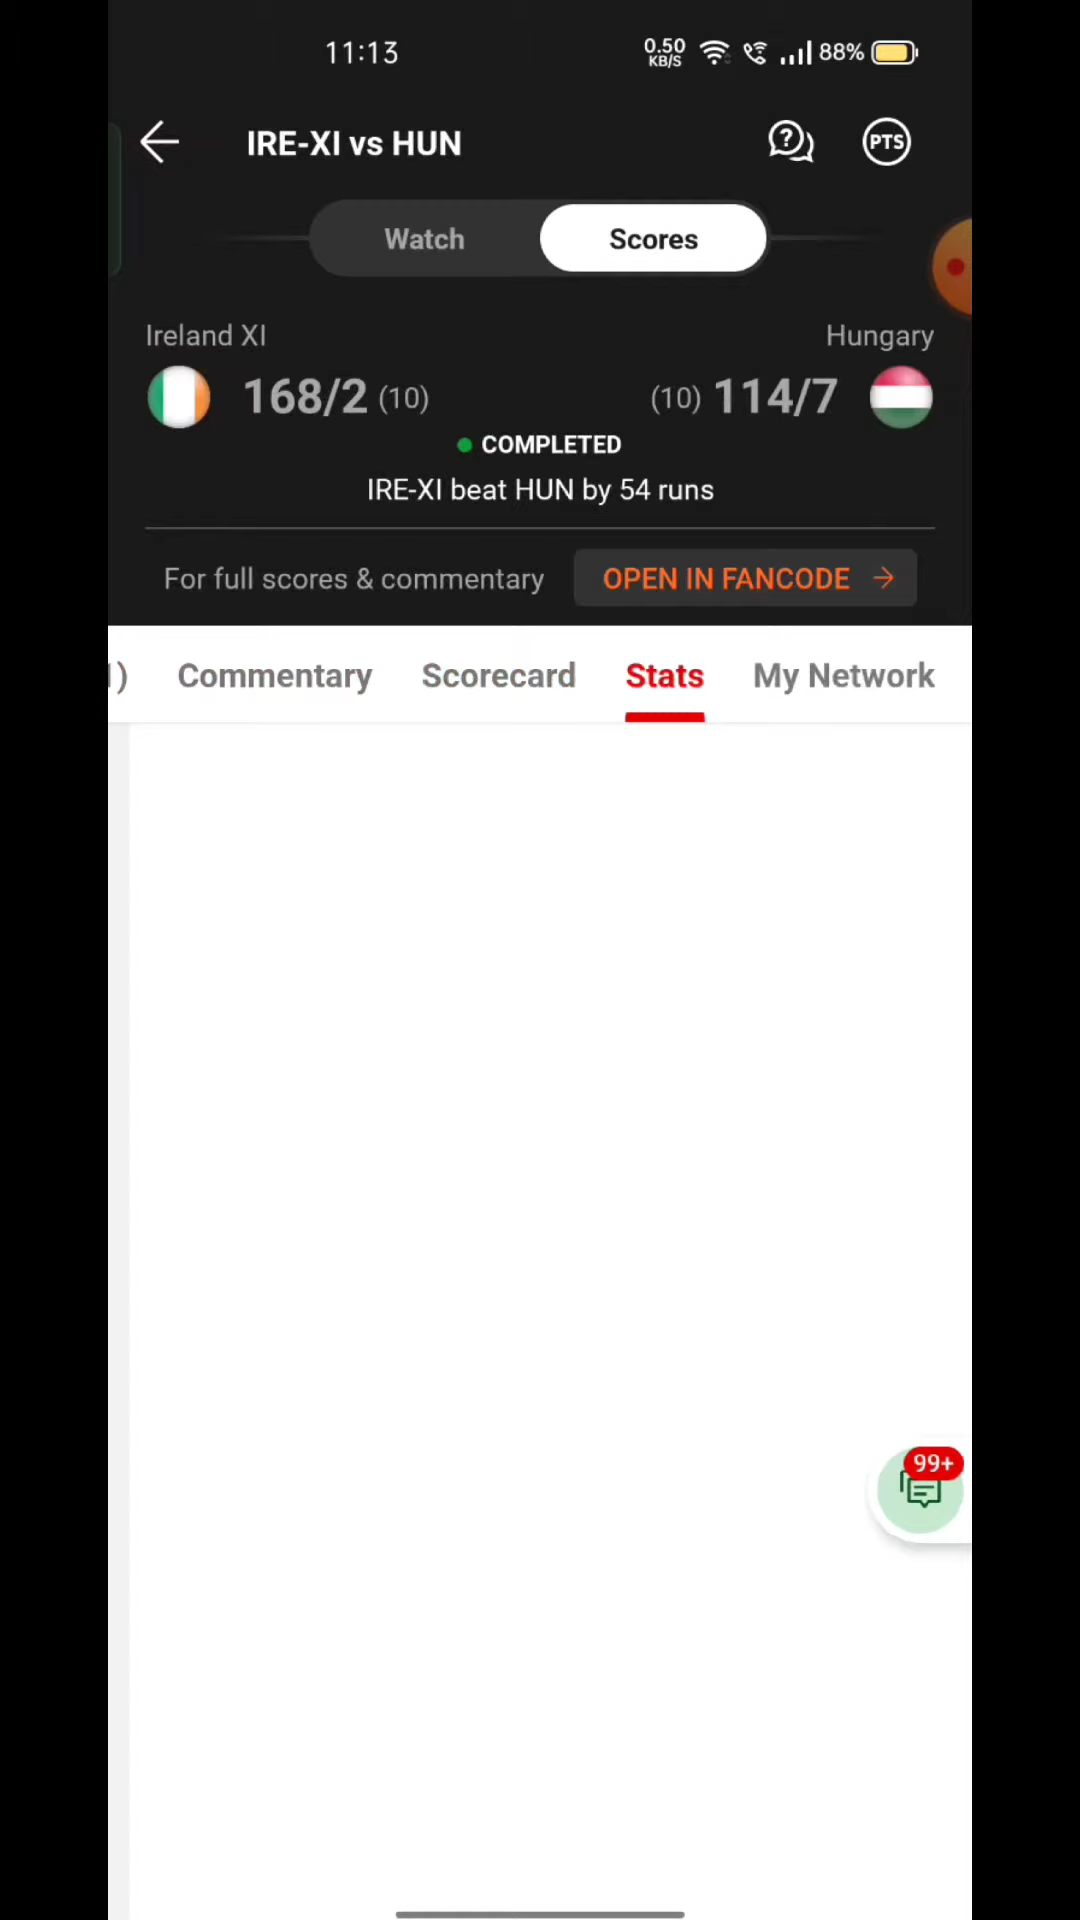 11:13 0.50 KB/S 88%
IRE-XI vs HUN PTS
Watch Scores
Ireland XI Hungary
168/2 (10) (10) 114/7
COMPLETED
IRE-XI beat HUN by 54 runs
For full scores & commentary OPEN IN FANCODE →
) Commentary Scorecard Stats My Network
99+